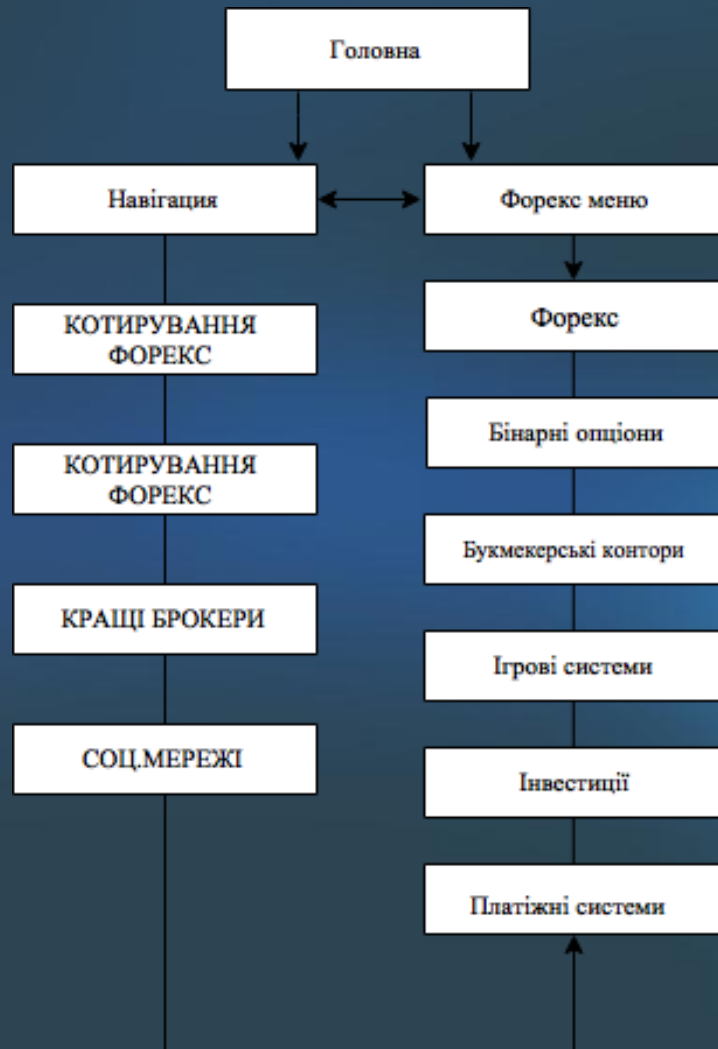 Головна
Навігация
Форекс меню
КОТИРУВАННЯ
ФОРЕКС
КОТИРУВАННЯ
ФОРЕКС
КРАЩІ БРОКЕРИ
СОЦ.МЕРЕЖІ
Форекс
Бінарні опціони
Букмекерські контори
Ігрові системи
Інвестиції
Платіжні системи